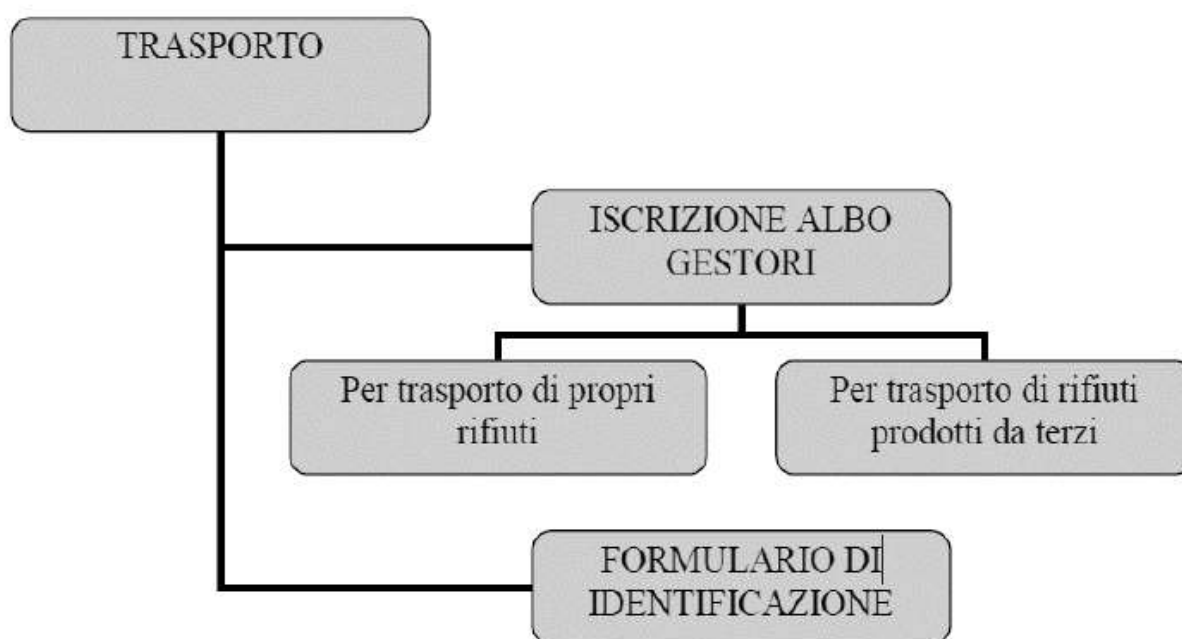 TRASPORTO
ISCRIZIONE ALBO
GESTORI
Per trasporto di propri
rifiuti
Per trasporto di rifiuti
prodotti da terzi
FORMULARIO DI
IDENTIFICAZIONE